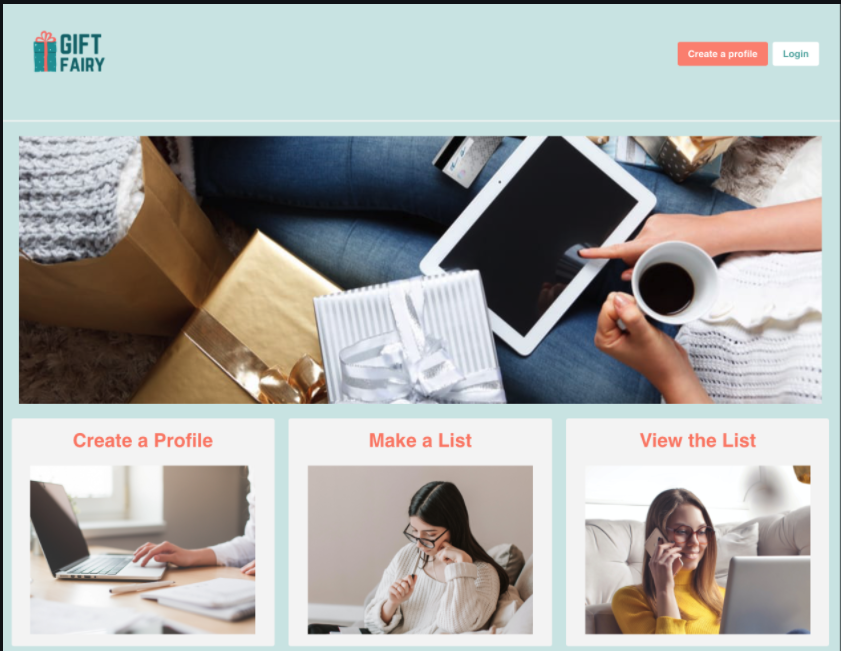 GIFT
FAIRY
Create a profile
Login
Create a Profile
Make a List
View the List